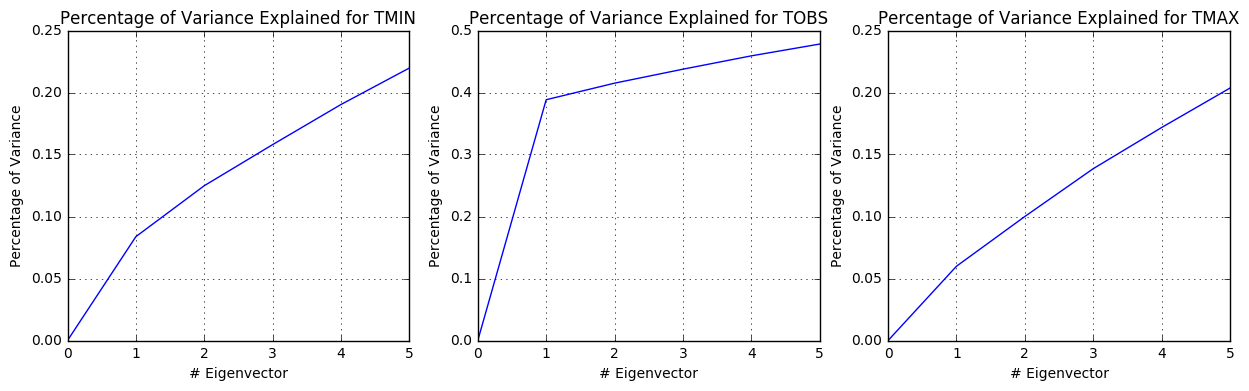 Percentage of Variance Explained for TMIN
0.25
0.20
0.15
0.10
0.05
0.00
Percentage of Variance
0 1 2 3 4 5
# Eigenvector
Percentage of Variance Explained for TOBS
0.5
0.4
0.3
0.2
0.1
0.0
Percentage of Variance
0 1 2 3 4 5
# Eigenvector
Percentage of Variance Explained for TMAX
0.25
0.20
0.15
0.10
0.05
0.00
Percentage of Variance
0 1 2 3 4 5
# Eigenvector